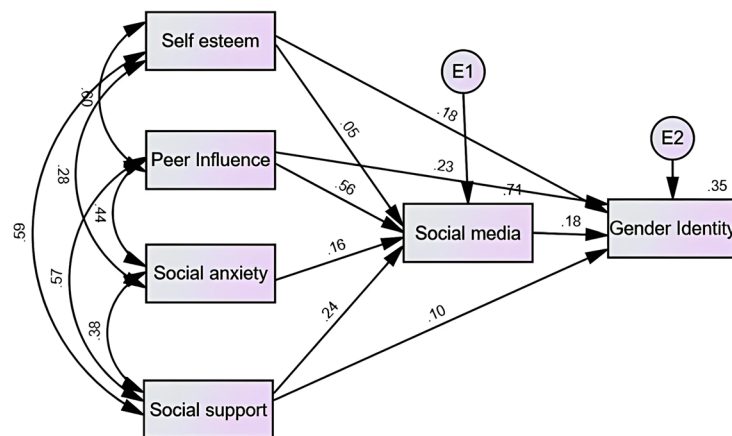 Self esteem
E1
.60
.18
E2
.05
Peer Influence
.23
.35
.28
.56
.71
.44
Social media
.18
Gender Identity
.59
.16
Social anxiety
.57
.24
.38
.10
Social support